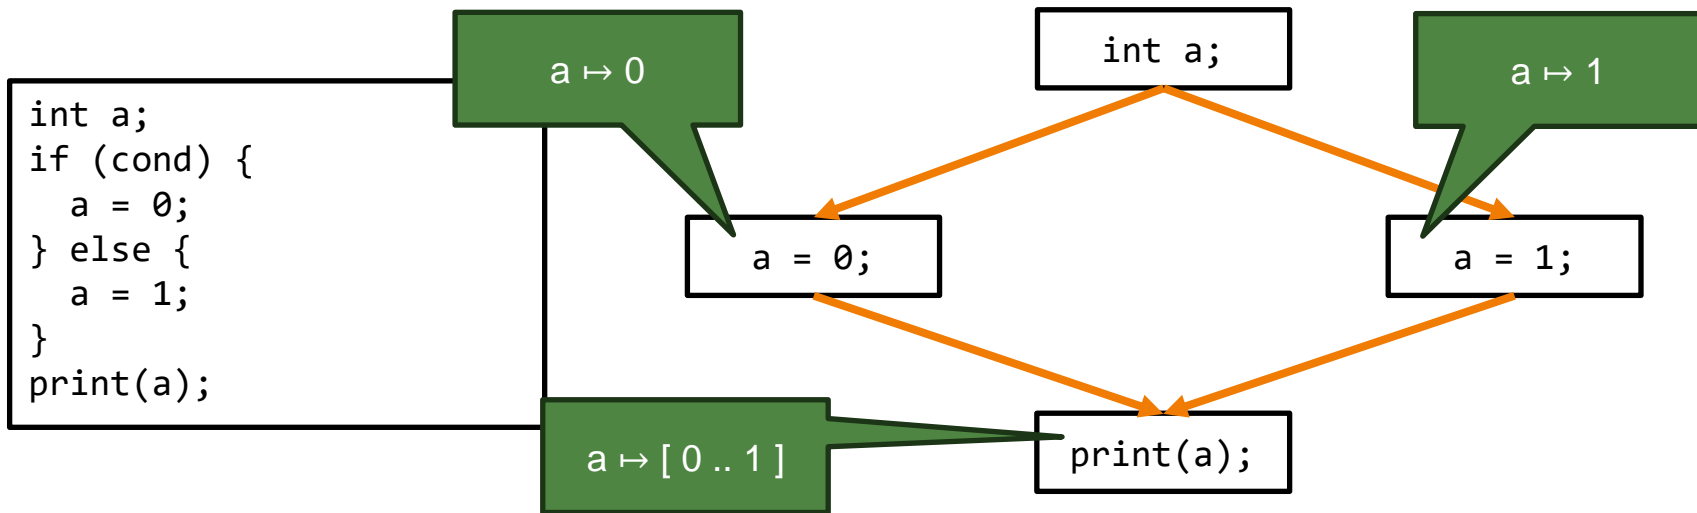 int a;
if (cond) {
  a = 0;
} else {
  a = 1;
}
print(a);
a ↦ 0
int a;
a ↦ 1
a = 0;
a = 1;
a ↦ [ 0 .. 1 ]
print(a);